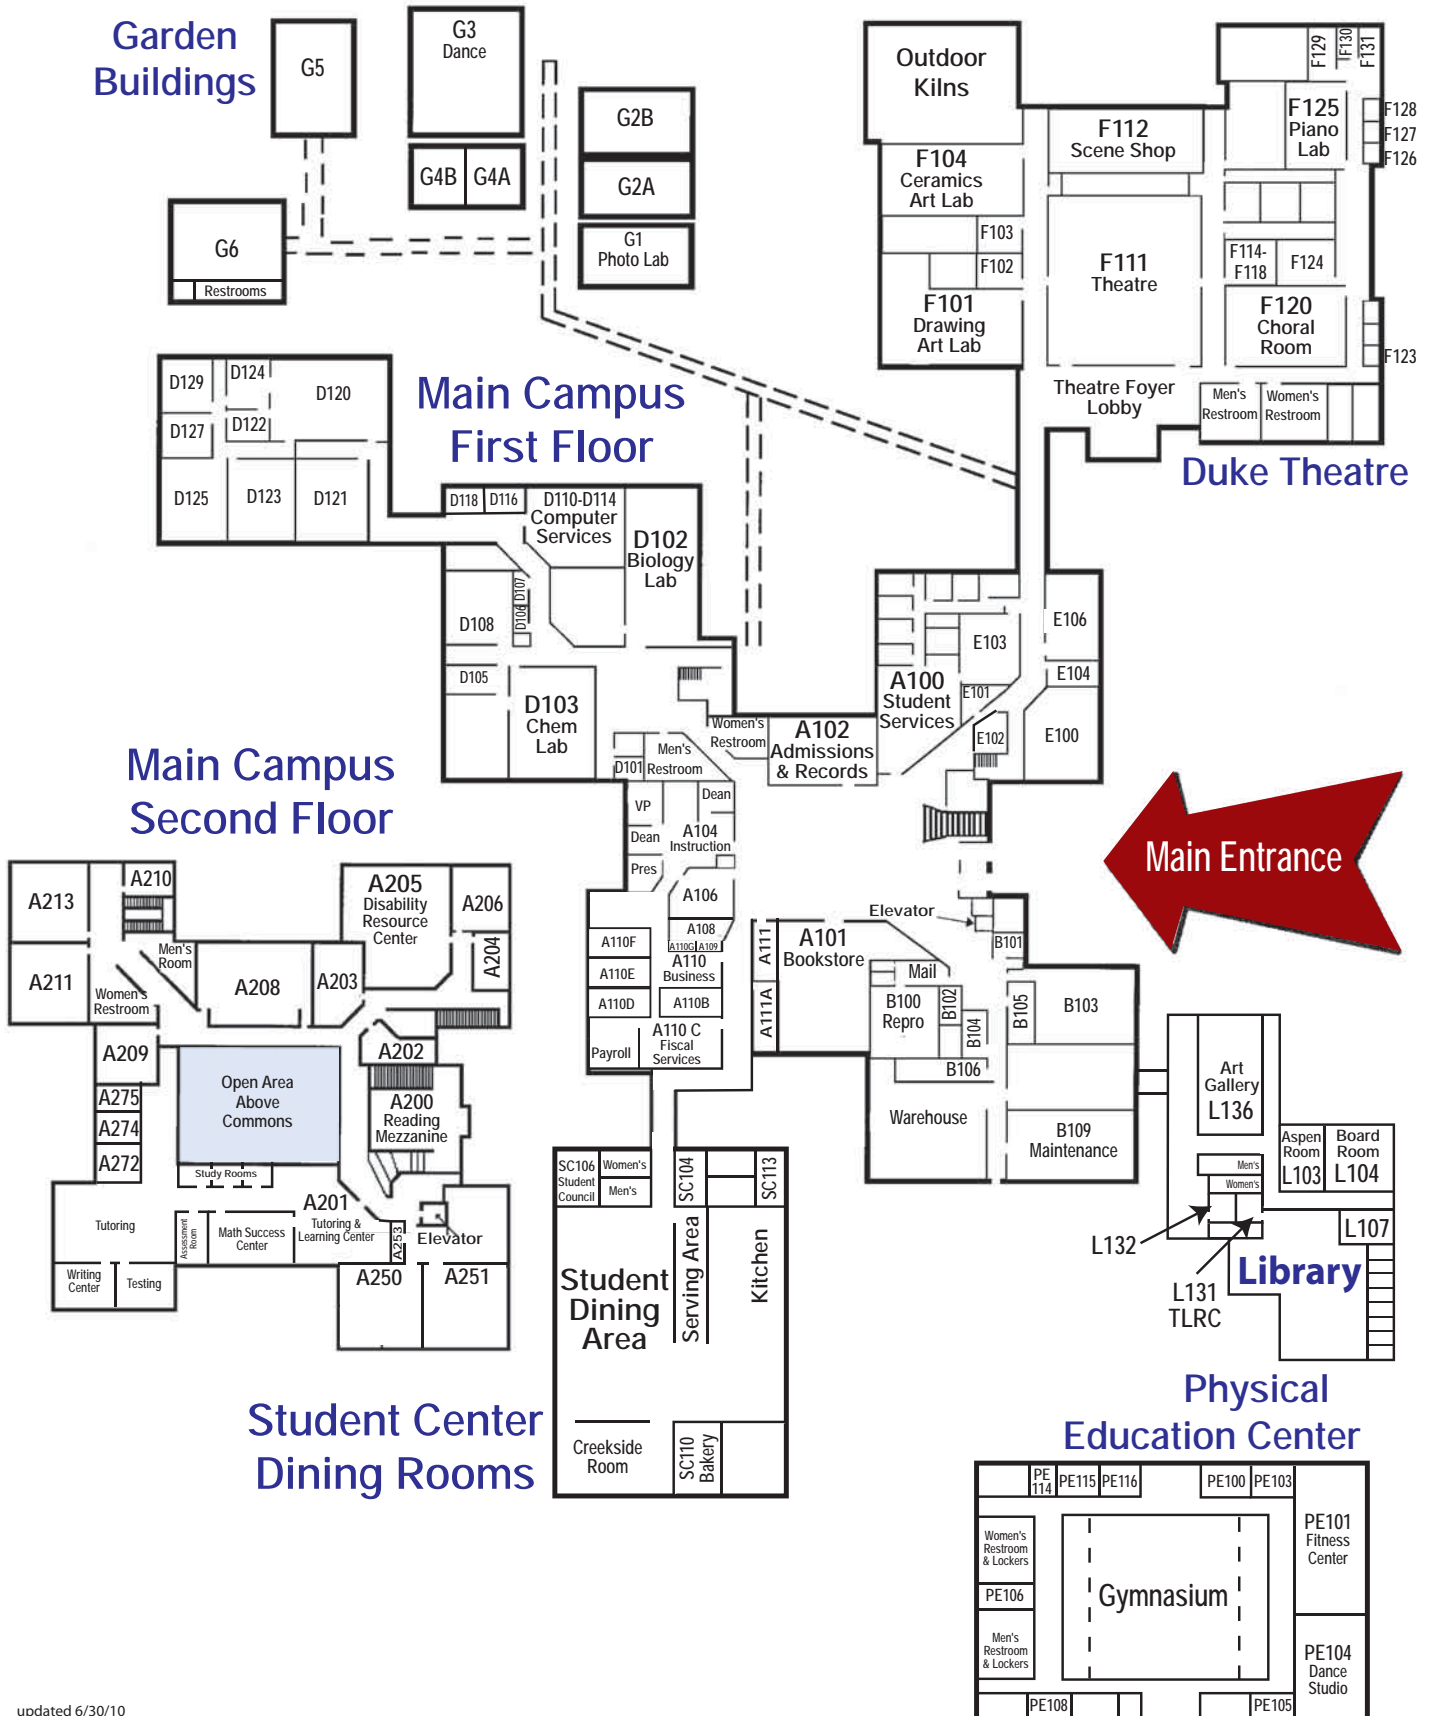 Garden
Buildings
G5
G3
Dance
G4B
G4A
G2B
G2A
G1
Photo Lab
G6
Restrooms
Outdoor
Kilns
F104
Ceramics
Art Lab
F103
F102
F101
Drawing
Art Lab
F112
Scene Shop
F111
Theatre
Theatre Foyer
Lobby
F129
F130
F131
F125
Piano
Lab
F128
F127
F126
F114-
F118
F124
F120
Choral
Room
F123
Men's
Restroom
Women's
Restroom
Duke Theatre
Main Campus
First Floor
D129
D124
D120
D127
D122
D125
D123
D121
D118
D116
D110-D114
Computer
Services
D102
Biology
Lab
D107
D106
D108
D105
D103
Chem
Lab
D101
Men's
Restroom
Women's
Restroom
A102
Admissions
& Records
A100
Student
Services
E103
E101
E102
E106
E104
E100
VP
Dean
Dean
A104
Instruction
Pres
A106
A108
A110G
A109
A110F
A110
Business
A110E
A110D
A110B
A110 C
Fiscal
Services
Payroll
Main Entrance
Elevator
A111
A111A
A101
Bookstore
Mail
B101
B100
Repro
B102
B104
B105
B103
B106
Warehouse
B109
Maintenance
Main Campus
Second Floor
A213
A210
A211
Men's
Room
Women's
Restroom
A208
A203
A205
Disability
Resource
Center
A206
A204
A209
A202
A275
A274
A272
Open Area
Above
Commons
A200
Reading
Mezzanine
Study Rooms
A201
Tutoring &
Learning Center
Tutoring
Assessment
Room
Math Success
Center
A253
Elevator
Writing
Center
Testing
A250
A251
SC106
Student
Council
Women's
Men's
SC104
SC113
Student
Dining
Area
Serving Area
Kitchen
Creekside
Room
SC110
Bakery
Student Center
Dining Rooms
Art
Gallery
L136
Aspen
Room
L103
Board
Room
L104
Men's
Women's
L107
L132
L131
TLRC
Library
Physical
Education Center
PE
114
PE115
PE116
PE100
PE103
PE101
Fitness
Center
Women's
Restroom
& Lockers
PE106
Gymnasium
Men's
Restroom
& Lockers
PE104
Dance
Studio
PE108
PE105
updated 6/30/10